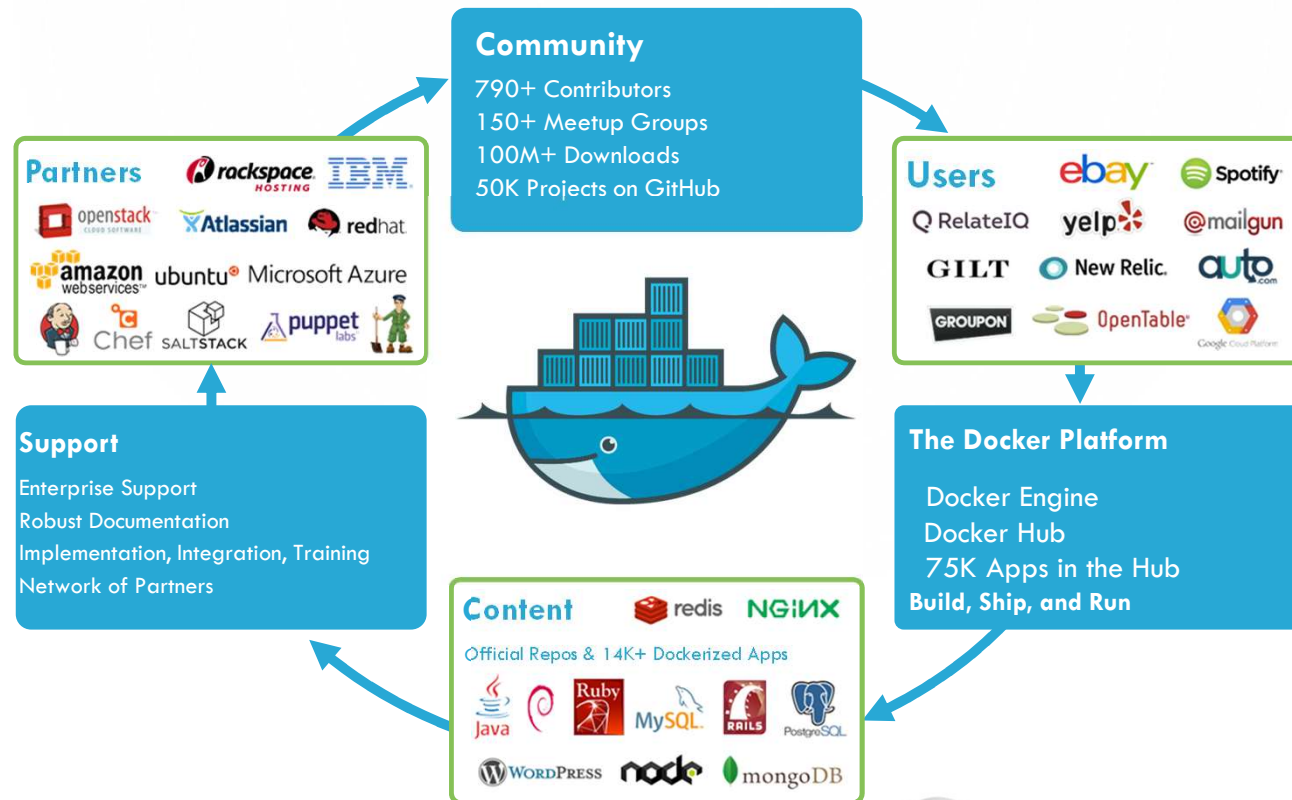 Community
790+ Contributors
150+ Meetup Groups
100M+ Downloads
50K Projects on GitHub
Partners
rackspace.
HOSTING
IBM
openstack
CLOUD SOFTWARE
Atlassian
redhat
amazon
webservices™
ubuntu
Microsoft Azure
Chef
SALTSTACK
puppet
labs
Users
ebay
Spotify
RelateIQ
yelp
@mailgun
GILT
New Relic.
auto
.com
GROUPON
OpenTable
Google Cloud Platform
Support
Enterprise Support
Robust Documentation
Implementation, Integration, Training
Network of Partners
The Docker Platform
Docker Engine
Docker Hub
75K Apps in the Hub
Build, Ship, and Run
Content
redis
NGiNX
Official Repos & 14K+ Dockerized Apps
Java
Ruby
MySQL
RAILS
PostgreSQL
WORDPRESS
node
mongoDB